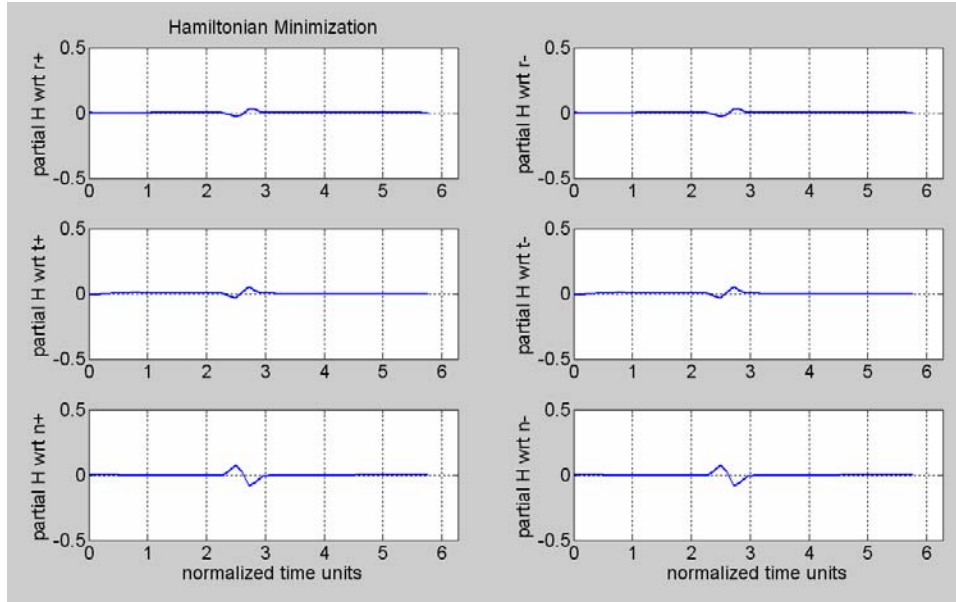 Hamiltonian Minimization
partial H wrt r+
0.5
0
-0.5
0 1 2 3 4 5 6
partial H wrt r-
0.5
0
-0.5
0 1 2 3 4 5 6
partial H wrt t+
0.5
0
-0.5
0 1 2 3 4 5 6
partial H wrt t-
0.5
0
-0.5
0 1 2 3 4 5 6
partial H wrt n+
0.5
0
-0.5
0 1 2 3 4 5 6
normalized time units
partial H wrt n-
0.5
0
-0.5
0 1 2 3 4 5 6
normalized time units